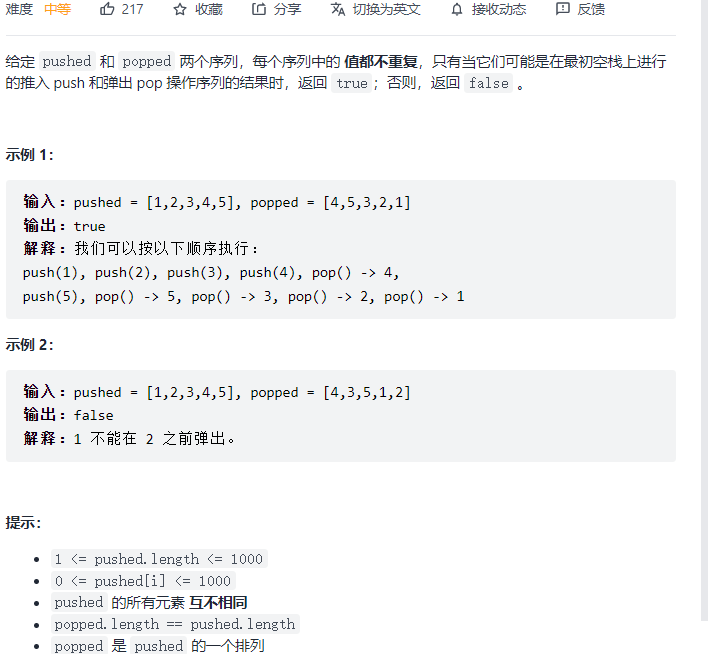 难度 中等 217 收藏 分享 切换为英文 接收动态 反馈
给定 pushed 和 popped 两个序列，每个序列中的 值都不重复，只有当它们可能是在最初空栈上进行
的推入 push 和弹出 pop 操作序列的结果时，返回 true；否则，返回 false 。
示例 1：
输入：pushed = [1,2,3,4,5], popped = [4,5,3,2,1]
输出：true
解释：我们可以按以下顺序执行：
push(1), push(2), push(3), push(4), pop() -> 4,
push(5), pop() -> 5, pop() -> 3, pop() -> 2, pop() -> 1
示例 2：
输入：pushed = [1,2,3,4,5], popped = [4,3,5,1,2]
输出：false
解释：1 不能在 2 之前弹出。
提示：
• 1 <= pushed.length <= 1000
• 0 <= pushed[i] <= 1000
• pushed 的所有元素 互不相同
• popped.length == pushed.length
• popped 是 pushed 的一个排列